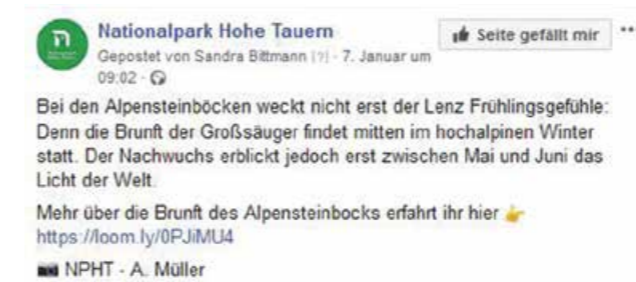 Nationalpark Hohe Tauern
Seite gefällt mir
Gepostet von Sandra Bittmann [?] · 7. Januar um
09:02 ·
Bei den Alpensteinböcken weckt nicht erst der Lenz Frühlingsgefühle:
Denn die Brunft der Großsäuger findet mitten im hochalpinen Winter
statt. Der Nachwuchs erblickt jedoch erst zwischen Mai und Juni das
Licht der Welt.
Mehr über die Brunft des Alpensteinbocks erfahrt ihr hier 👉
https://loom.ly/0PJiMU4
📷 NPHT - A. Müller